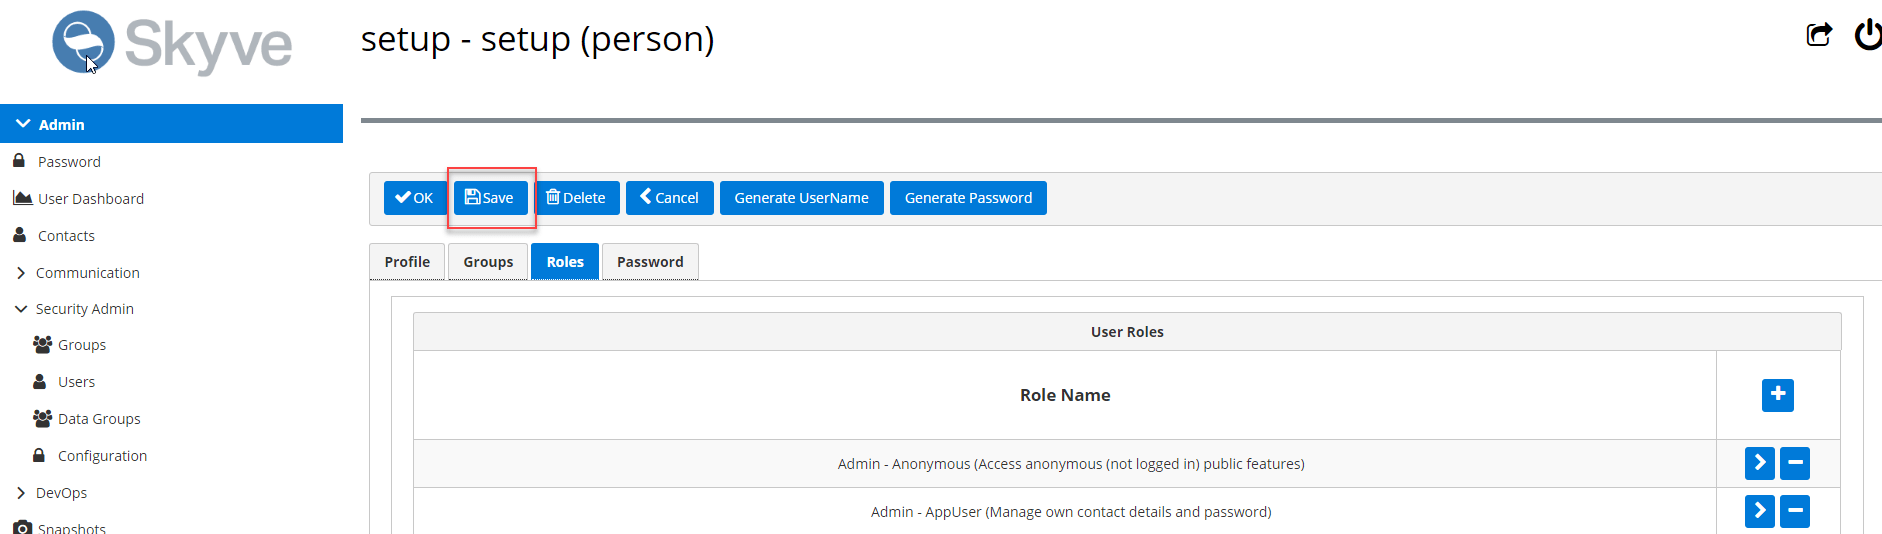 Skyve
setup - setup (person)
Admin
Password
User Dashboard
Contacts
Communication
Security Admin
Groups
Users
Data Groups
Configuration
DevOps
Snapshots
OK Save Delete Cancel Generate UserName Generate Password
Profile Groups Roles Password
User Roles
Role Name
Admin - Anonymous (Access anonymous (not logged in) public features)
Admin - AppUser (Manage own contact details and password)